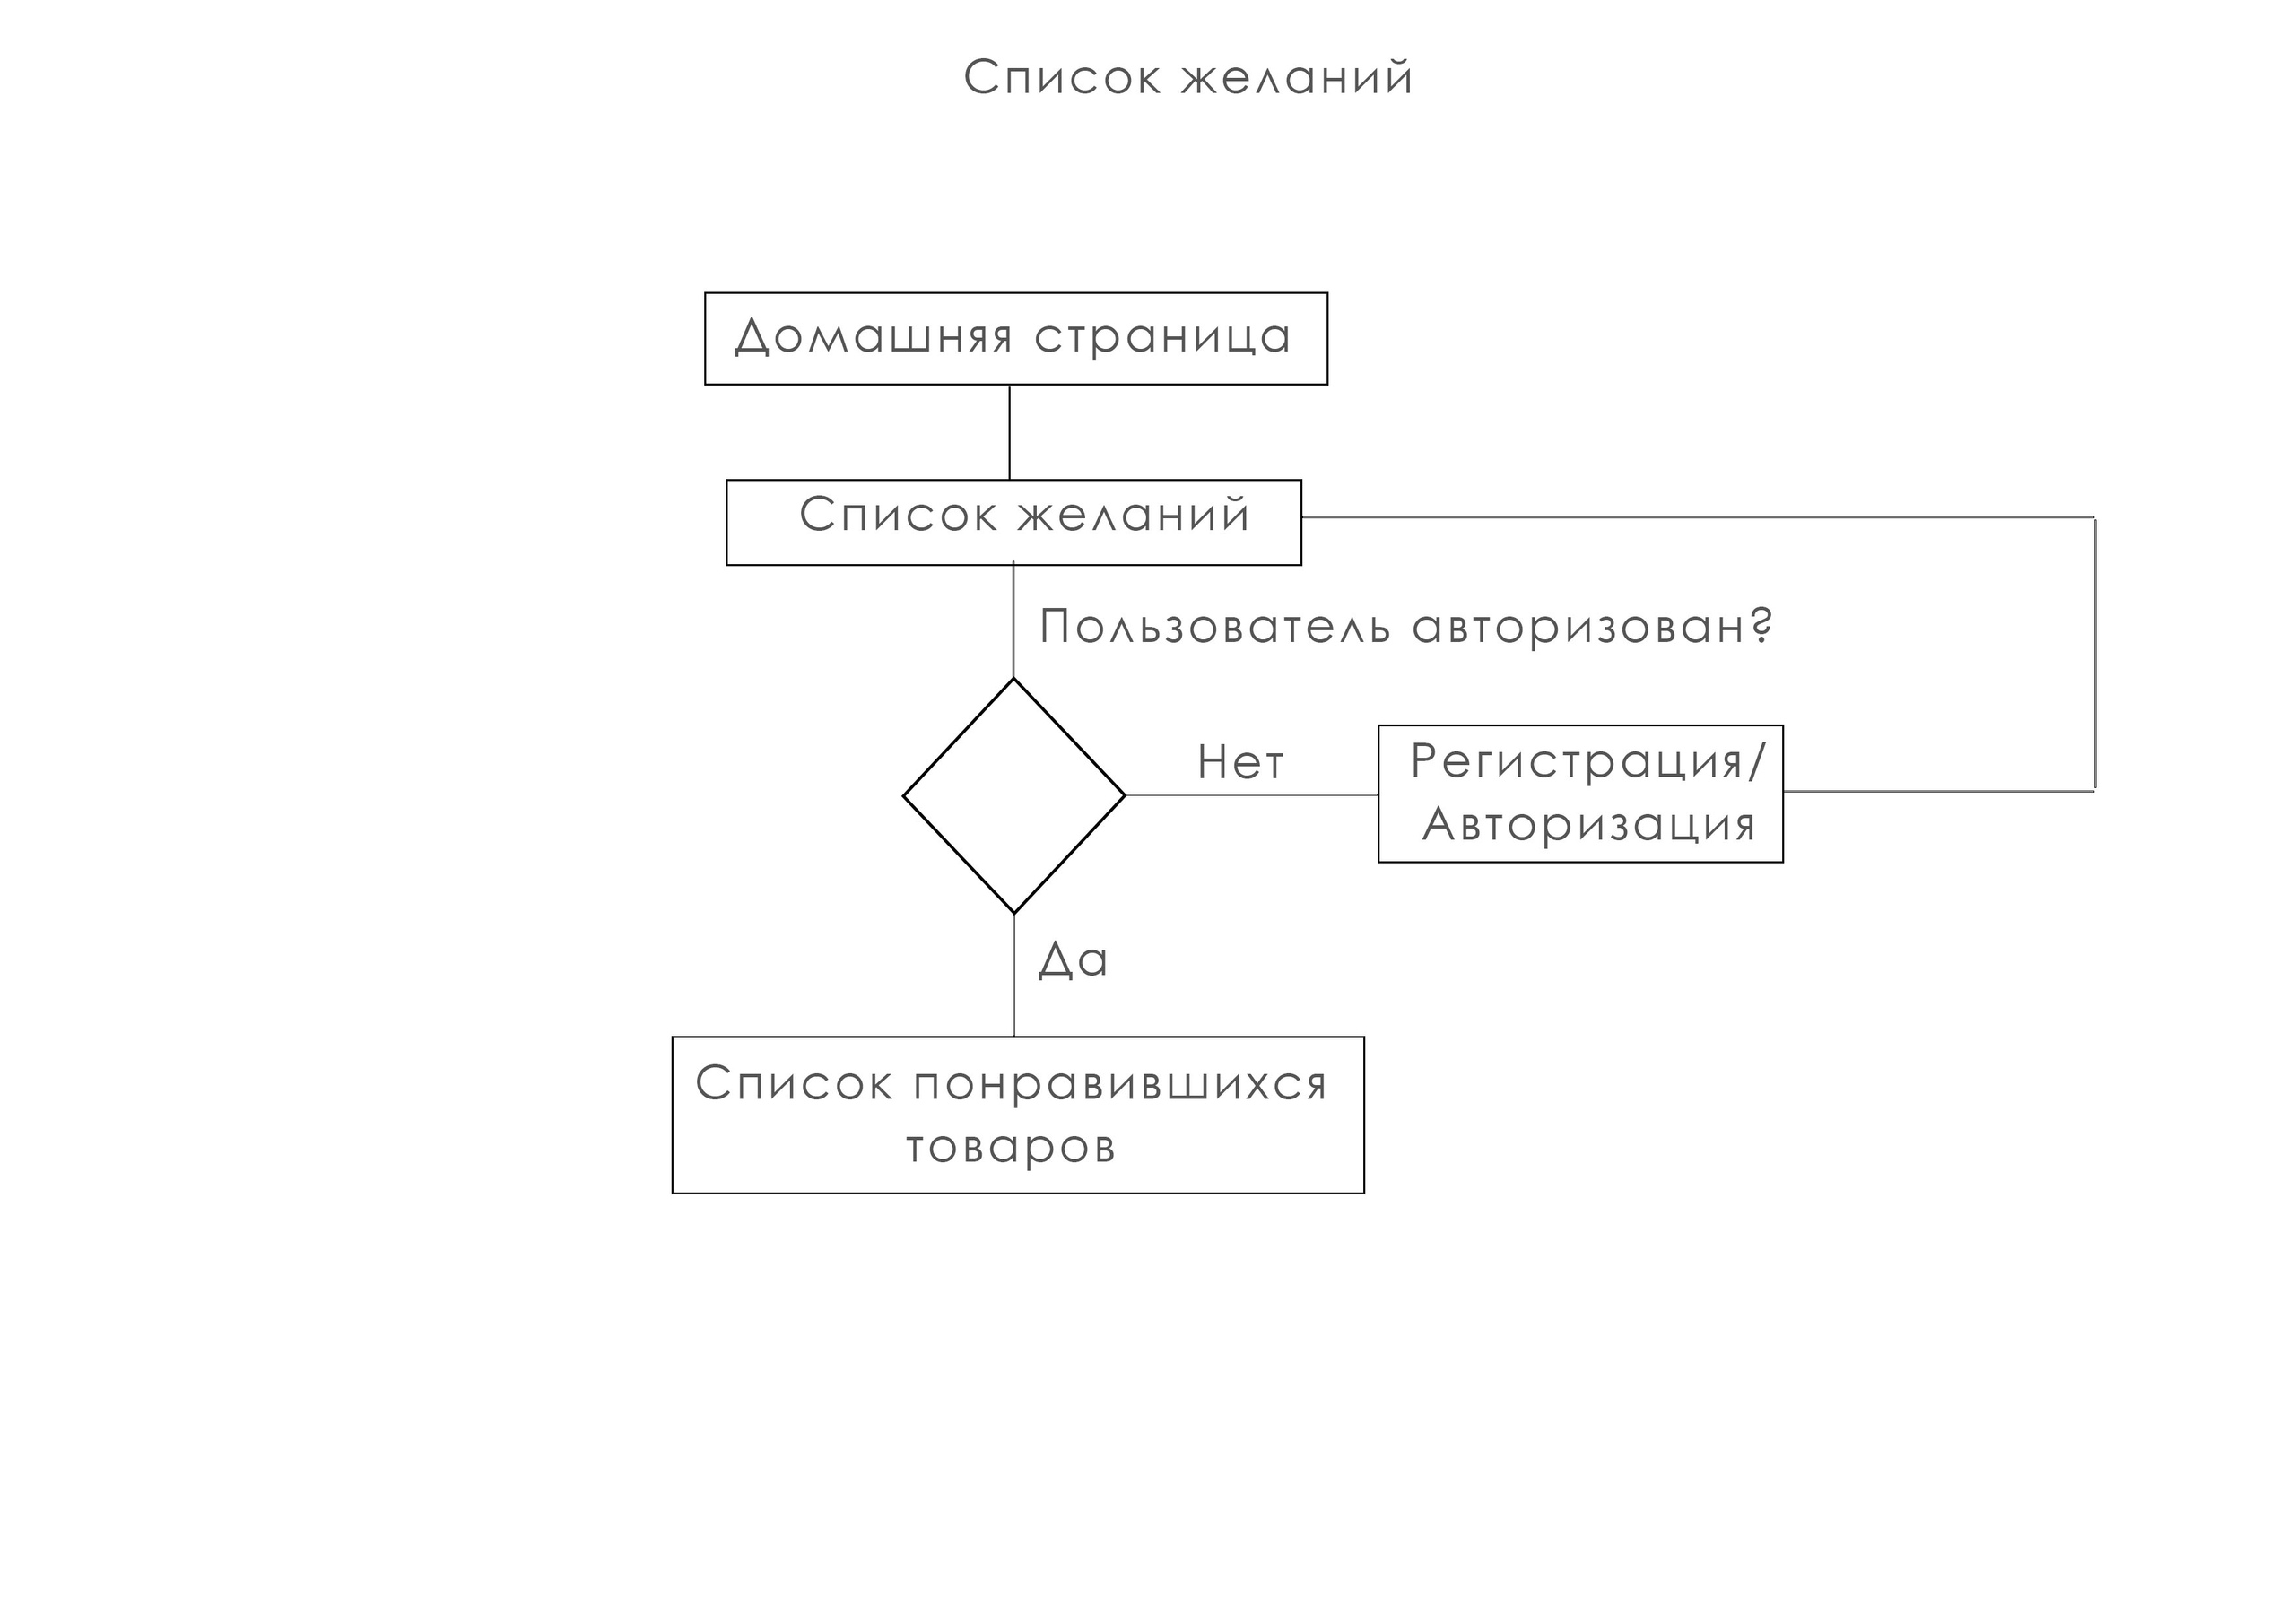 Список желаний
Домашняя страница
Список желаний
Пользователь авторизован?
Нет
Регистрация/
Авторизация
Да
Список понравившихся
товаров